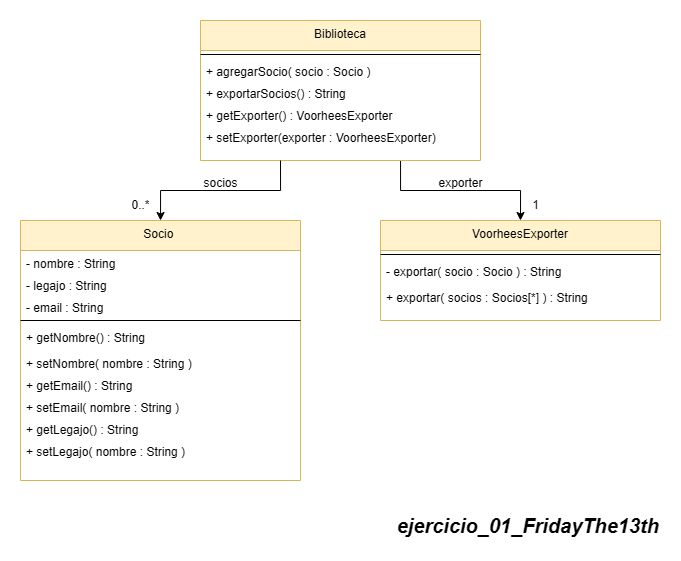 Biblioteca
+ agregarSocio( socio : Socio )
+ exportarSocios() : String
+ getExporter() : VoorheesExporter
+ setExporter(exporter : VoorheesExporter)
socios
exporter
0..*
1
Socio
- nombre : String
- legajo : String
- email : String
+ getNombre() : String
+ setNombre( nombre : String )
+ getEmail() : String
+ setEmail( nombre : String )
+ getLegajo() : String
+ setLegajo( nombre : String )
VoorheesExporter
- exportar( socio : Socio ) : String
+ exportar( socios : Socios[*] ) : String
ejercicio_01_FridayThe13th